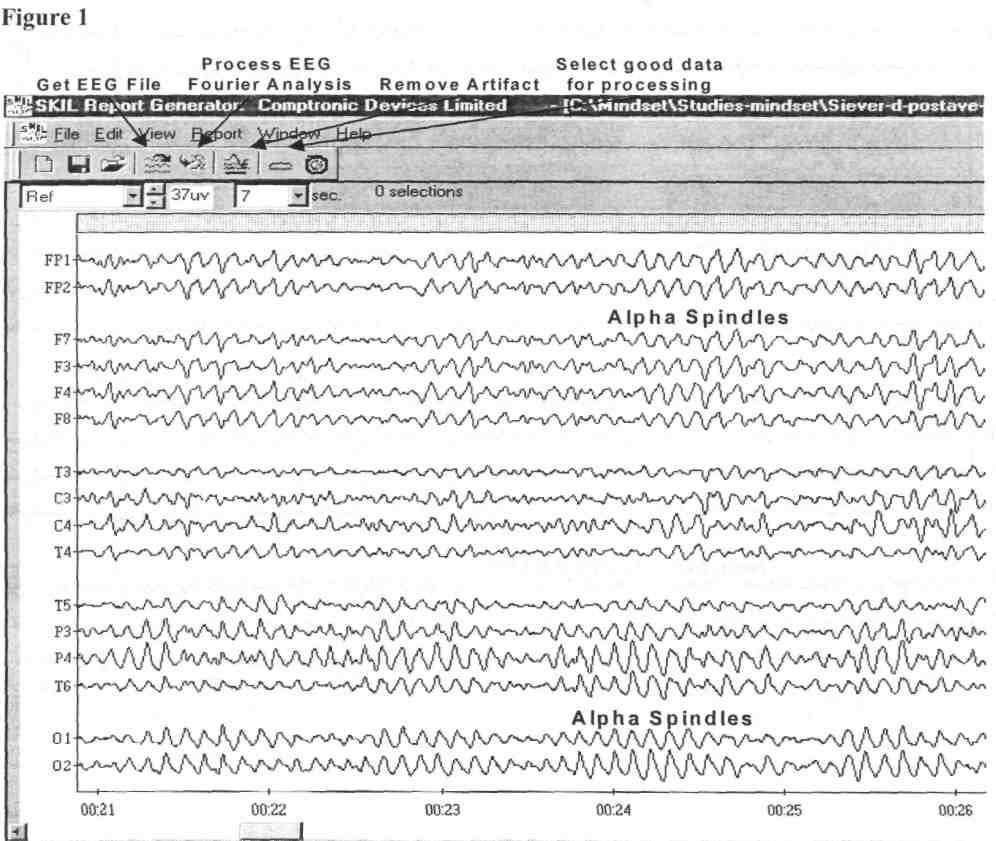 Figure 1
Process EEG
Select good data
Get EEG File
Fourier Analysis
Remove Artifact
for processing
SKIL Report Generator. Comptronic Devices Limited - [C:\Mindset\Studies-mindset\Siever-d-postave-
File Edit View Report Window Help
Ref 37uv 7 sec. 0 selections
FP1
FP2
Alpha Spindles
F7
F3
F4
F8
T3
C3
C4
T4
T5
P3
P4
T6
Alpha Spindles
O1
O2
00:21 00:22 00:23 00:24 00:25 00:26